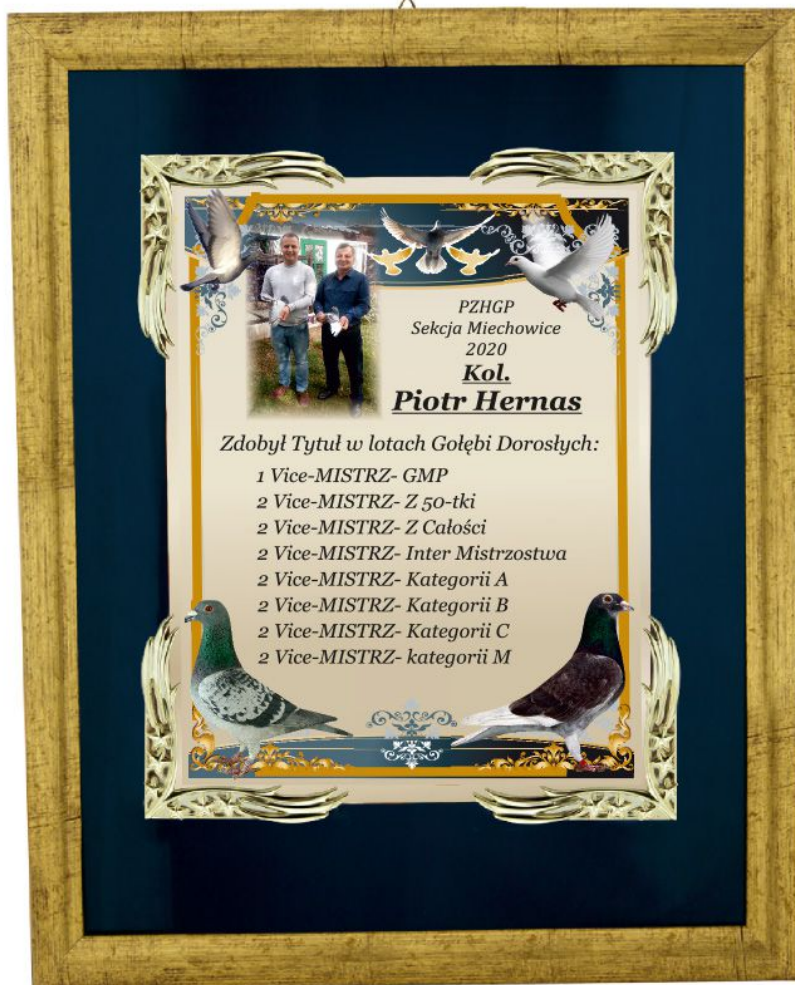 PZHGP
Sekcja Miechowice
2020
Kol.
Piotr Hernas
Zdobył Tytuł w lotach Gołębi Dorosłych:
1 Vice-MISTRZ- GMP
2 Vice-MISTRZ- Z 50-tki
2 Vice-MISTRZ- Z Całości
2 Vice-MISTRZ- Inter Mistrzostwa
2 Vice-MISTRZ- Kategorii A
2 Vice-MISTRZ- Kategorii B
2 Vice-MISTRZ- Kategorii C
2 Vice-MISTRZ- kategorii M